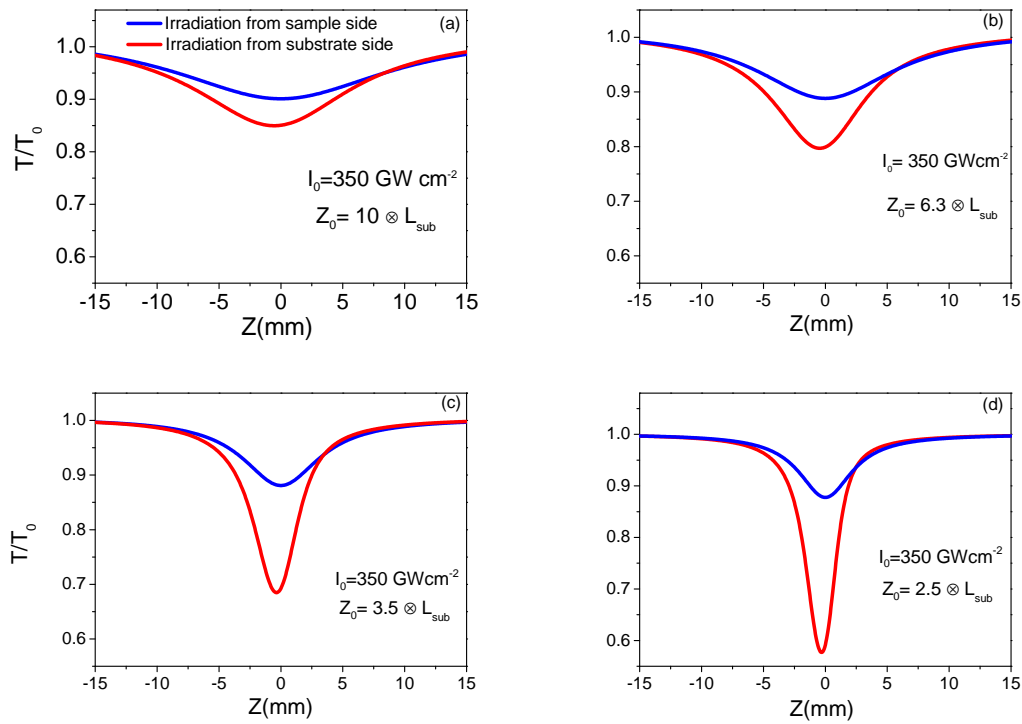 Irradiation from sample side
Irradiation from substrate side
(a)
1.0
0.9
0.8
0.7
0.6
T/T₀
I₀=350 GW cm⁻²
Z₀= 10 ⊗ Lsub
-15 -10 -5 0 5 10 15
Z(mm)
(b)
1.0
0.9
0.8
0.7
0.6
I₀= 350 GWcm⁻²
Z₀= 6.3 ⊗ Lsub
-15 -10 -5 0 5 10 15
Z(mm)
(c)
1.0
0.9
0.8
0.7
0.6
T/T₀
I₀=350 GWcm⁻²
Z₀= 3.5 ⊗ Lsub
-15 -10 -5 0 5 10 15
Z(mm)
(d)
1.0
0.9
0.8
0.7
0.6
I₀=350 GWcm⁻²
Z₀= 2.5 ⊗ Lsub
-15 -10 -5 0 5 10 15
Z(mm)